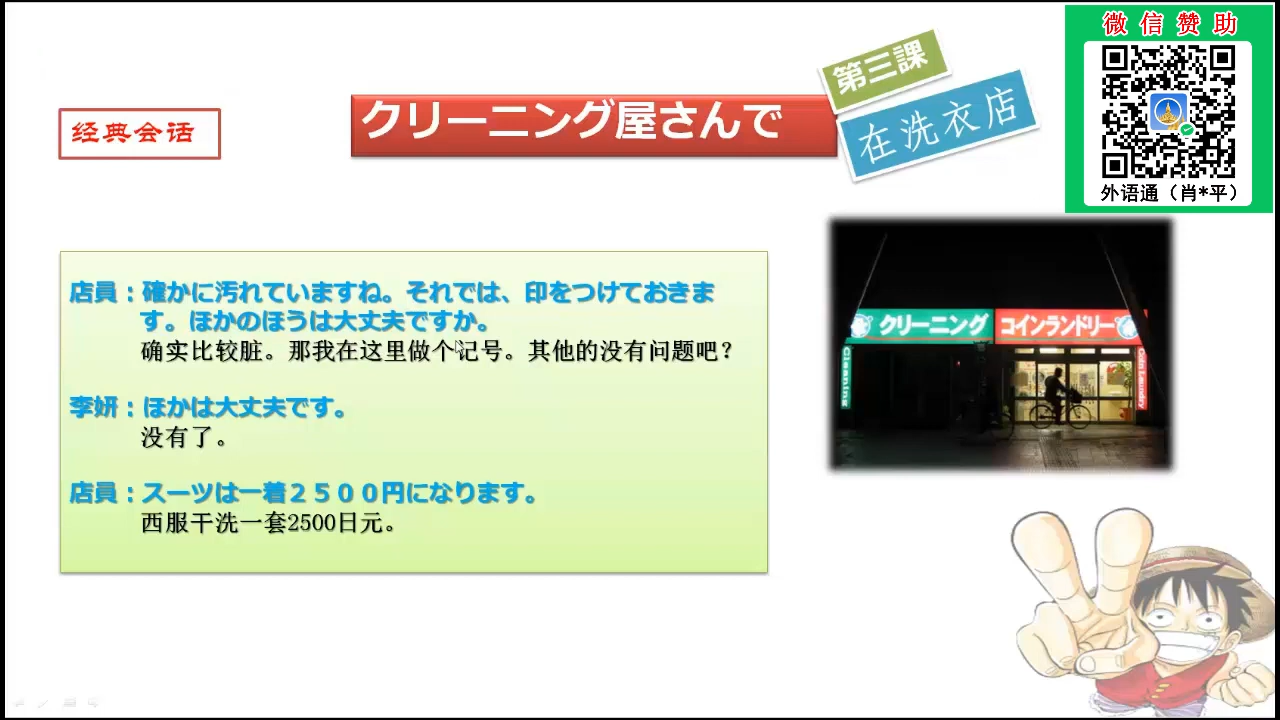 微信赞助
外语通（肖*平）
经典会话
クリーニング屋さんで
第三課
在洗衣店
店員：確かに汚れていますね。それでは、印をつけておきま
す。ほかのほうは大丈夫ですか。
确实比较脏。那我在这里做个记号。其他的没有问题吧？
李妍：ほかは大丈夫です。
没有了。
店員：スーツは一着２５００円になります。
西服干洗一套2500日元。
クリーニング
コインランドリー
Cleaning
Coin Laundry